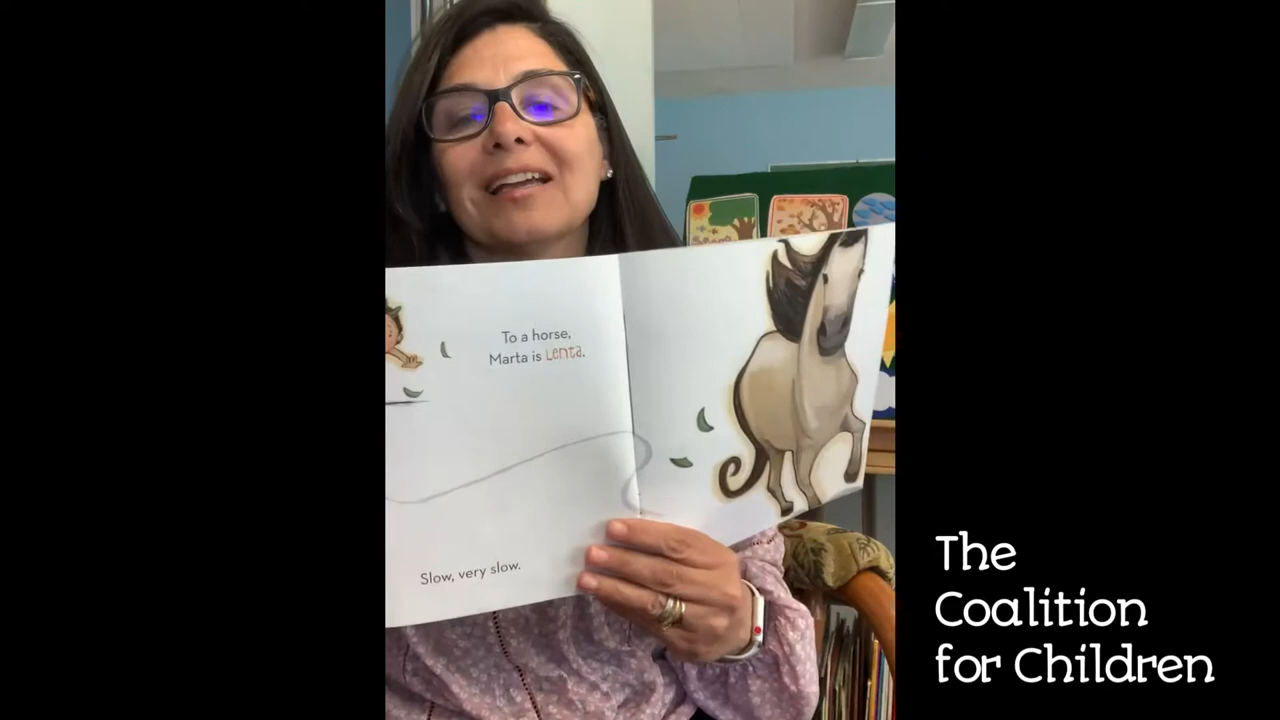 To a horse,
Marta is Lenta.
Slow, very slow.
The
Coalition
for Children